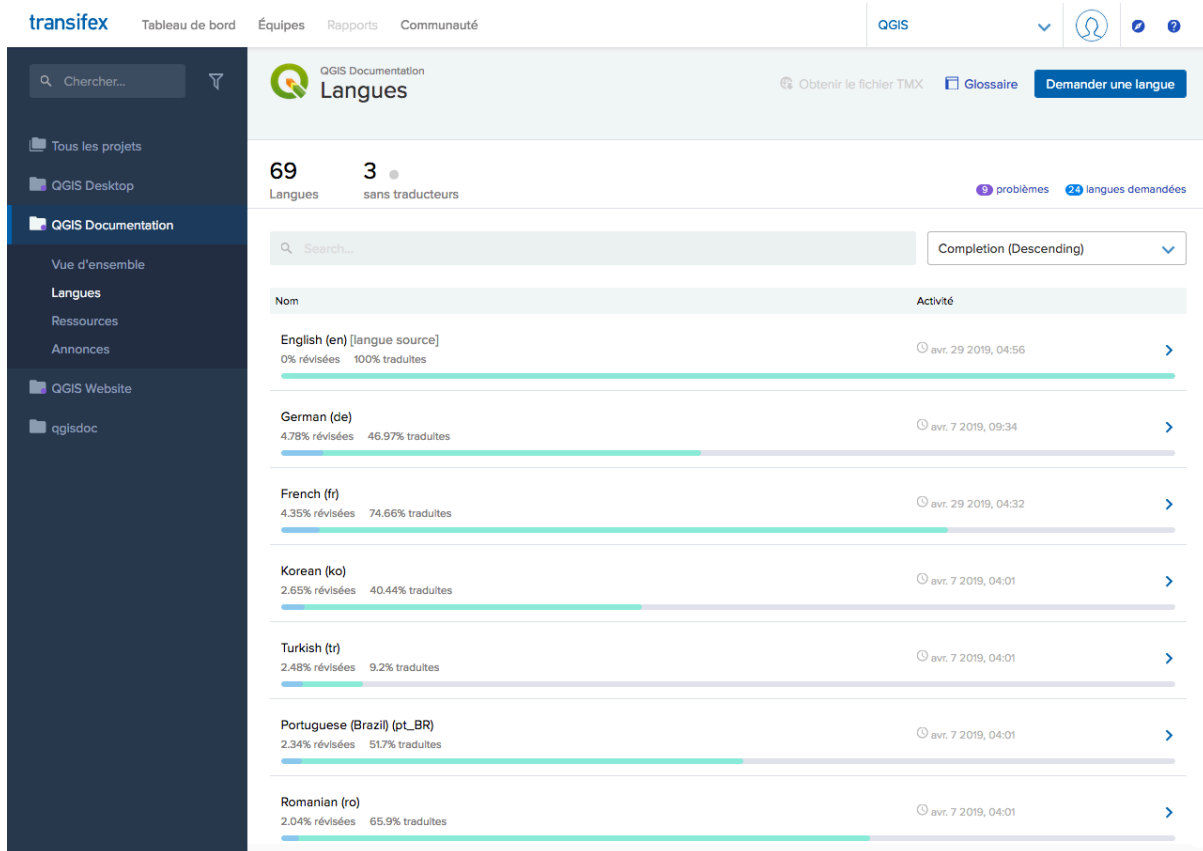 transifex Tableau de bord Équipes Rapports Communauté QGIS
Chercher...
Tous les projets
QGIS Desktop
QGIS Documentation
Vue d'ensemble
Langues
Ressources
Annonces
QGIS Website
qgisdoc
QGIS Documentation
Langues
Obtenir le fichier TMX Glossaire Demander une langue
69 3
Langues sans traducteurs
9 problèmes 24 langues demandées
Search... Completion (Descending)
Nom Activité
English (en) [langue source]
0% révisées 100% traduites
avr. 29 2019, 04:56
German (de)
4.78% révisées 46.97% traduites
avr. 7 2019, 09:34
French (fr)
4.35% révisées 74.66% traduites
avr. 29 2019, 04:32
Korean (ko)
2.65% révisées 40.44% traduites
avr. 7 2019, 04:01
Turkish (tr)
2.48% révisées 9.2% traduites
avr. 7 2019, 04:01
Portuguese (Brazil) (pt_BR)
2.34% révisées 51.7% traduites
avr. 7 2019, 04:01
Romanian (ro)
2.04% révisées 65.9% traduites
avr. 7 2019, 04:01